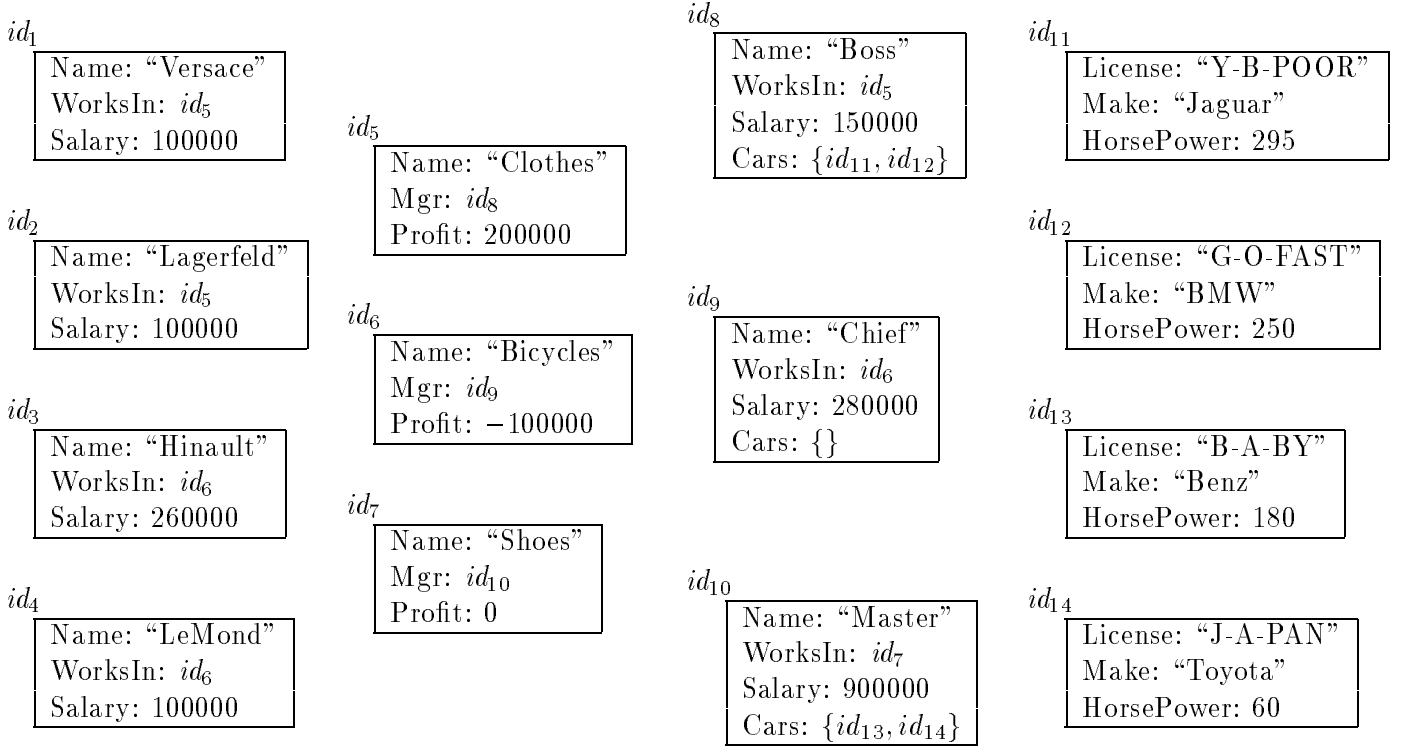 id1
Name: “Versace”
WorksIn: id5
Salary: 100000
id2
Name: “Lagerfeld”
WorksIn: id5
Salary: 100000
id3
Name: “Hinault”
WorksIn: id6
Salary: 260000
id4
Name: “LeMond”
WorksIn: id6
Salary: 100000
id5
Name: “Clothes”
Mgr: id8
Profit: 200000
id6
Name: “Bicycles”
Mgr: id9
Profit: −100000
id7
Name: “Shoes”
Mgr: id10
Profit: 0
id8
Name: “Boss”
WorksIn: id5
Salary: 150000
Cars: {id11, id12}
id9
Name: “Chief”
WorksIn: id6
Salary: 280000
Cars: {}
id10
Name: “Master”
WorksIn: id7
Salary: 900000
Cars: {id13, id14}
id11
License: “Y-B-POOR”
Make: “Jaguar”
HorsePower: 295
id12
License: “G-O-FAST”
Make: “BMW”
HorsePower: 250
id13
License: “B-A-BY”
Make: “Benz”
HorsePower: 180
id14
License: “J-A-PAN”
Make: “Toyota”
HorsePower: 60